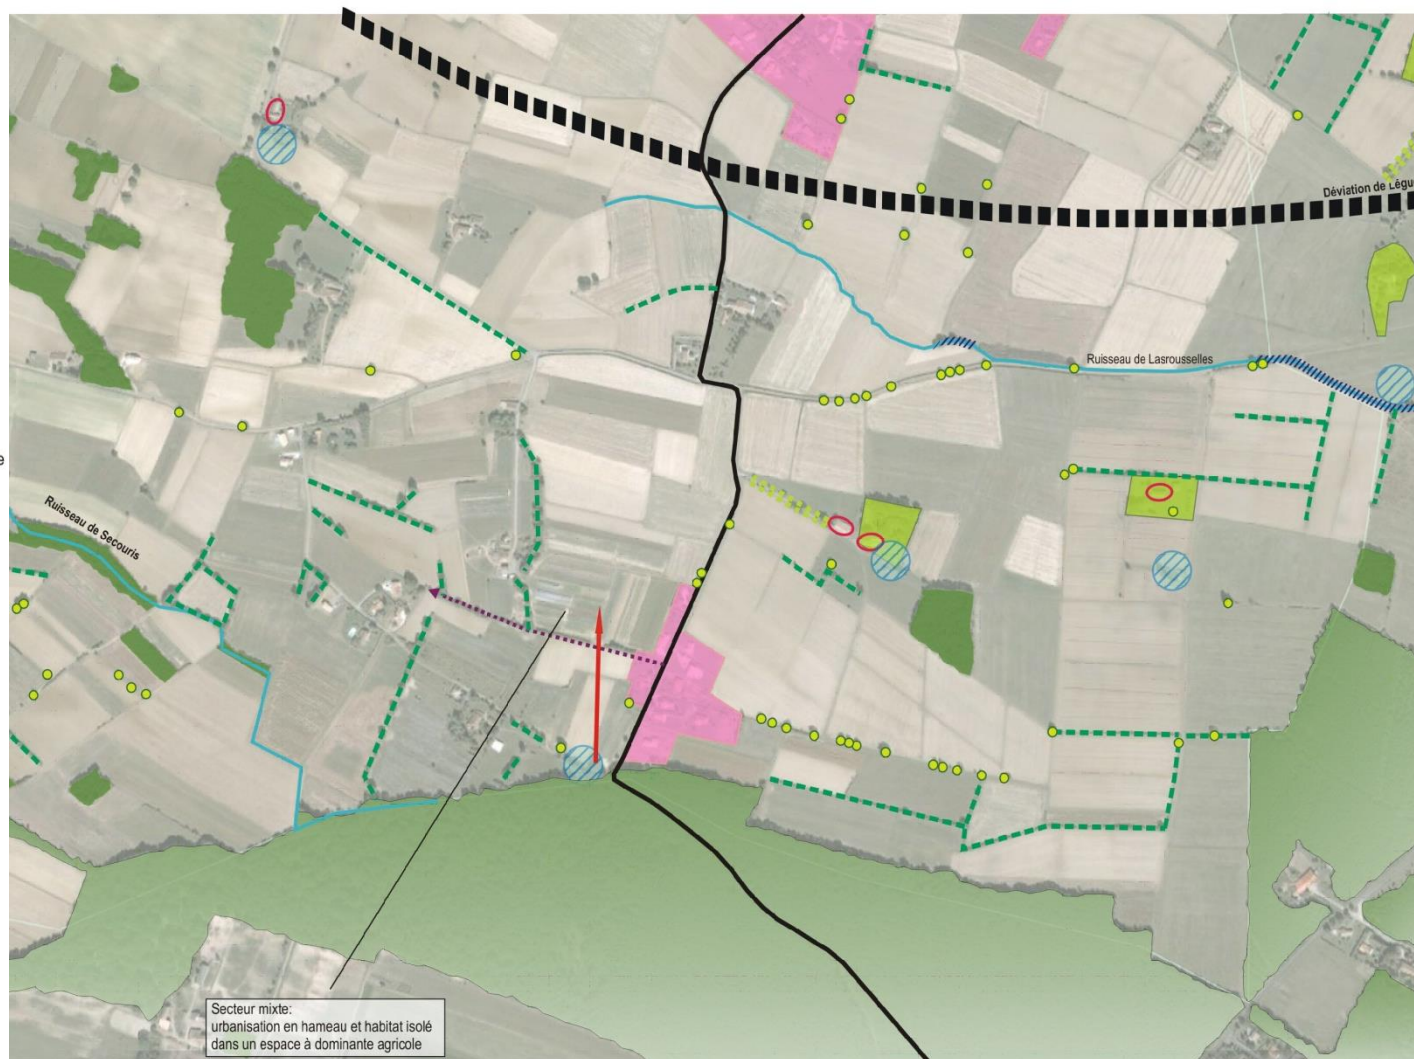 Déviation de Légu
Ruisseau de Lasrousselles
e
Ruisseau de Secouris
Secteur mixte:
urbanisation en hameau et habitat isolé
dans un espace à dominante agricole